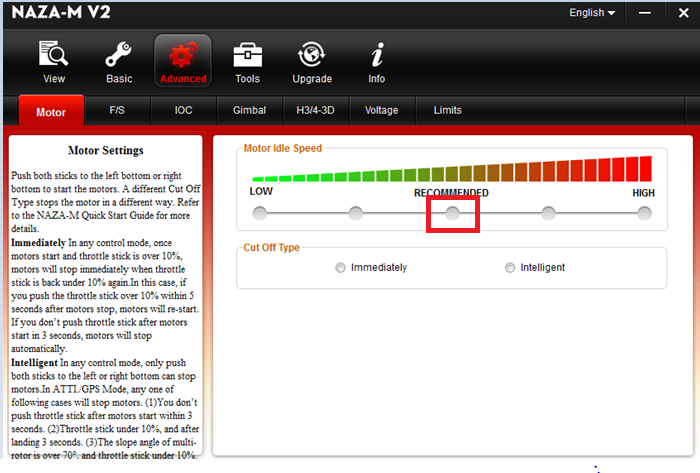 NAZA-M V2
English
View
Basic
Advanced
Tools
Upgrade
Info
Motor
F/S
IOC
Gimbal
H3/4-3D
Voltage
Limits
Motor Settings
Push both sticks to the left bottom or right
bottom to start the motors. A different Cut Off
Type stops the motor in a different way. Refer
to the NAZA-M Quick Start Guide for more
details.
Immediately In any control mode, once
motors start and throttle stick is over 10%,
motors will stop immediately when throttle
stick is back under 10% again.In this case, if
you push the throttle stick over 10% within 5
seconds after motors stop, motors will re-start.
If you don't push throttle stick after motors
start in 3 seconds, motors will stop
automatically.
Intelligent In any control mode, only push
both sticks to the left or right bottom can stop
motors.In ATTI./GPS Mode, any one of
following cases will stop motors. (1)You don't
push throttle stick after motors start within 3
seconds. (2)Throttle stick under 10%, and after
landing 3 seconds. (3)The slope angle of multi-
rotor is over 70°, and throttle stick under 10%.
Motor Idle Speed
LOW
RECOMMENDED
HIGH
Cut Off Type
Immediately
Intelligent